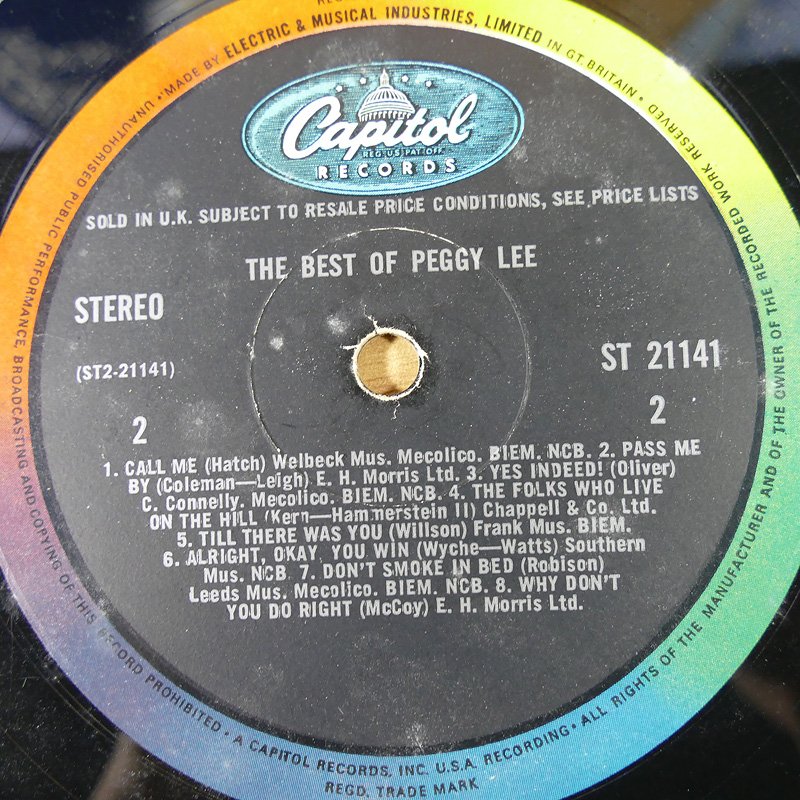 REG
· MADE BY ELECTRIC & MUSICAL INDUSTRIES, LIMITED IN GT. BRITAIN · ALL RIGHTS OF THE MANUFACTURER AND OF THE OWNER OF THE RECORDED WORK RESERVED · UNAUTHORISED PUBLIC PERFORMANCE, BROADCASTING AND COPYING OF THIS RECORD PROHIBITED ·
Capitol
REG. U.S. PAT. OFF.
RECORDS
SOLD IN U.K. SUBJECT TO RESALE PRICE CONDITIONS, SEE PRICE LISTS
THE BEST OF PEGGY LEE
STEREO
ST 21141
(ST2-21141)
2
2
1. CALL ME (Hatch) Welbeck Mus. Mecolico. BIEM. NCB. 2. PASS ME
BY (Coleman—Leigh) E. H. Morris Ltd. 3. YES INDEED! (Oliver)
C. Connelly. Mecolico. BIEM. NCB. 4. THE FOLKS WHO LIVE
ON THE HILL (Kern—Hammerstein II) Chappell & Co. Ltd.
5. TILL THERE WAS YOU (Willson) Frank Mus. BIEM.
6. ALRIGHT, OKAY, YOU WIN (Wyche—Watts) Southern
Mus. NCB. 7. DON'T SMOKE IN BED (Robison)
Leeds Mus. Mecolico. BIEM. NCB. 8. WHY DON'T
YOU DO RIGHT (McCoy) E. H. Morris Ltd.
A CAPITOL RECORDS, INC. U.S.A. RECORDING ·
REGD. TRADE MARK